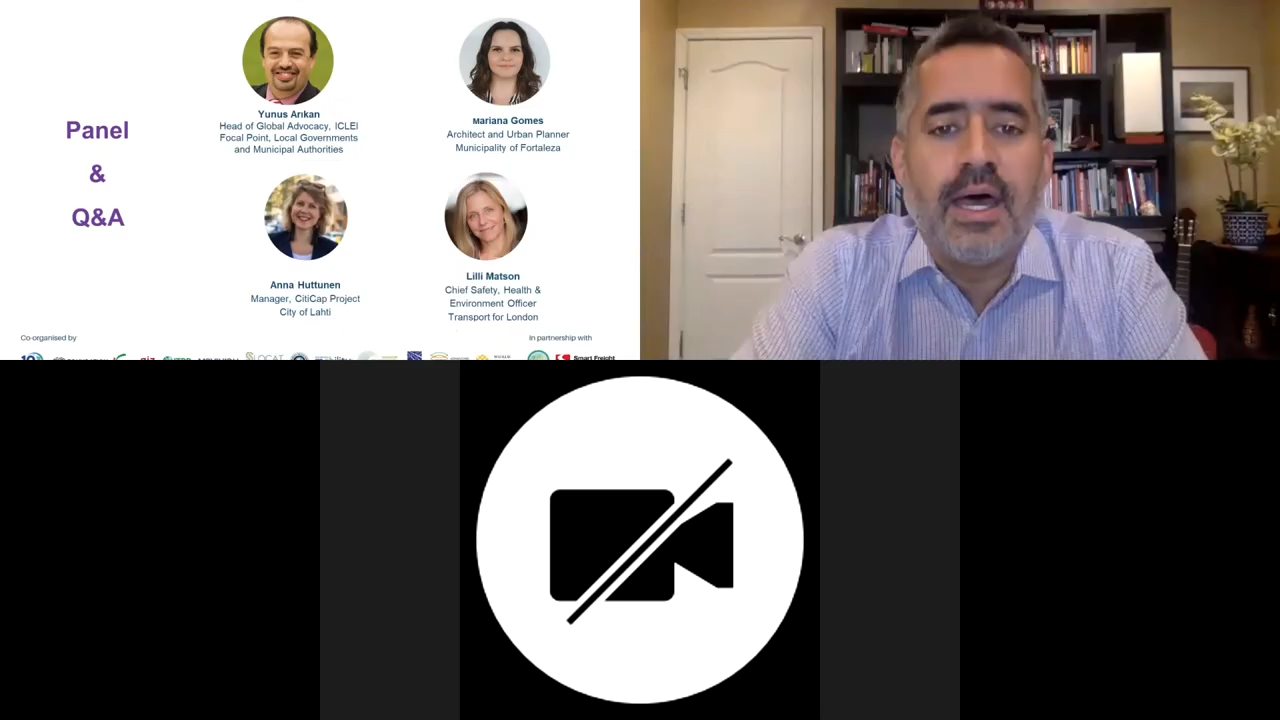 Panel
&
Q&A
Yunus Arıkan
Head of Global Advocacy, ICLEI
Focal Point, Local Governments
and Municipal Authorities
Mariana Gomes
Architect and Urban Planner
Municipality of Fortaleza
Anna Huttunen
Manager, CitiCap Project
City of Lahti
Lilli Matson
Chief Safety, Health &
Environment Officer
Transport for London
Co-organised by
In partnership with
Smart Freight